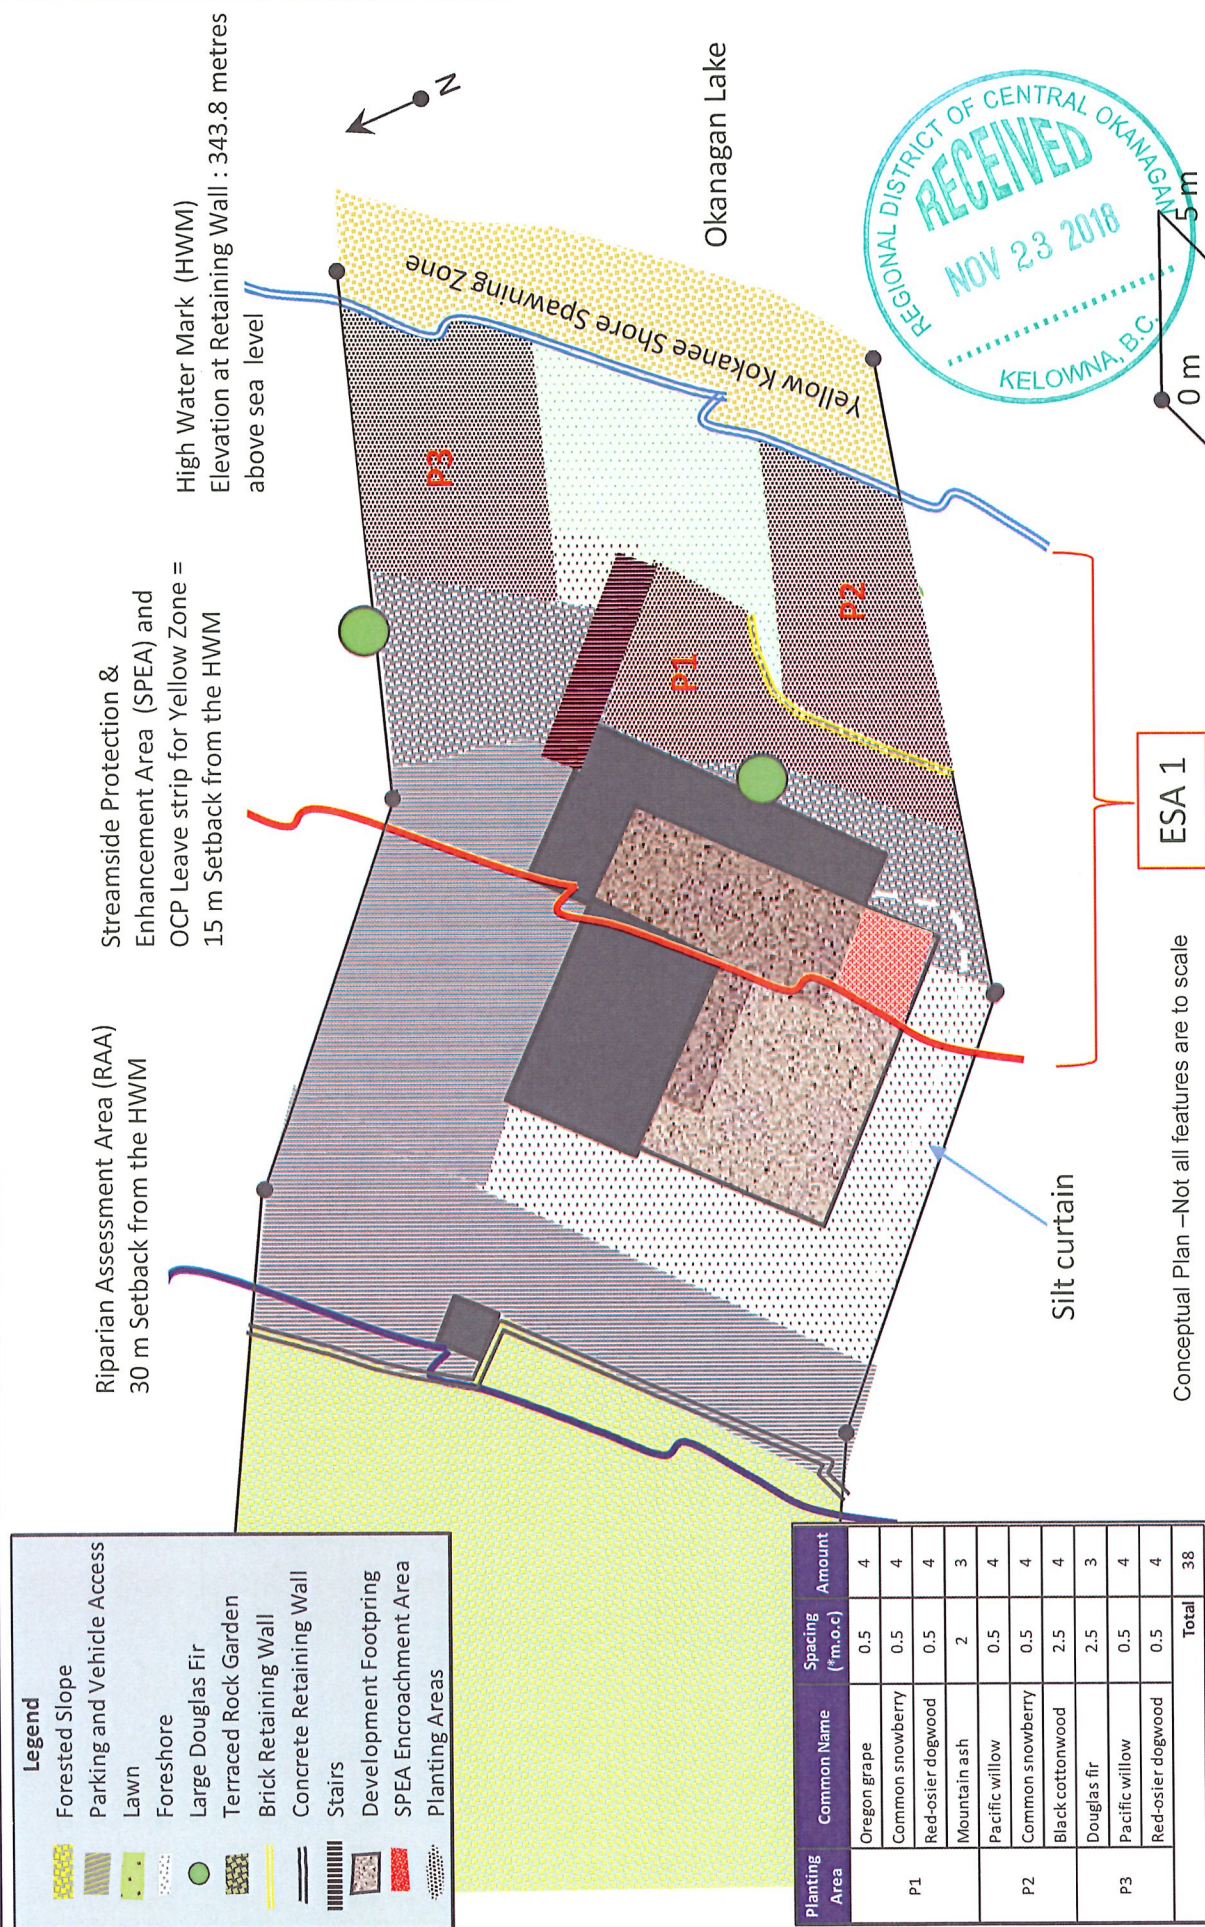 Riparian Assessment Area (RAA)
30 m Setback from the HWM
Streamside Protection &
Enhancement Area (SPEA) and
OCP Leave strip for Yellow Zone =
15 m Setback from the HWM
High Water Mark (HWM)
Elevation at Retaining Wall : 343.8 metres
above sea level
N
Legend
Forested Slope
Parking and Vehicle Access
Lawn
Foreshore
Large Douglas Fir
Terraced Rock Garden
Brick Retaining Wall
Concrete Retaining Wall
Stairs
Development Footpring
SPEA Encroachment Area
Planting Areas
P3
P1
P2
Yellow Kokanee Shore Spawning Zone
Okanagan Lake
REGIONAL DISTRICT OF CENTRAL OKANAGAN
RECEIVED
NOV 23 2018
KELOWNA, B.C.
0 m 5 m
Silt curtain
ESA 1
Conceptual Plan –Not all features are to scale
Planting Area Common Name Spacing (*m.o.c) Amount
P1 Oregon grape 0.5 4
Common snowberry 0.5 4
Red-osier dogwood 0.5 4
Mountain ash 2 3
P2 Pacific willow 0.5 4
Common snowberry 0.5 4
Black cottonwood 2.5 4
P3 Douglas fir 2.5 3
Pacific willow 0.5 4
Red-osier dogwood 0.5 4
Total 38